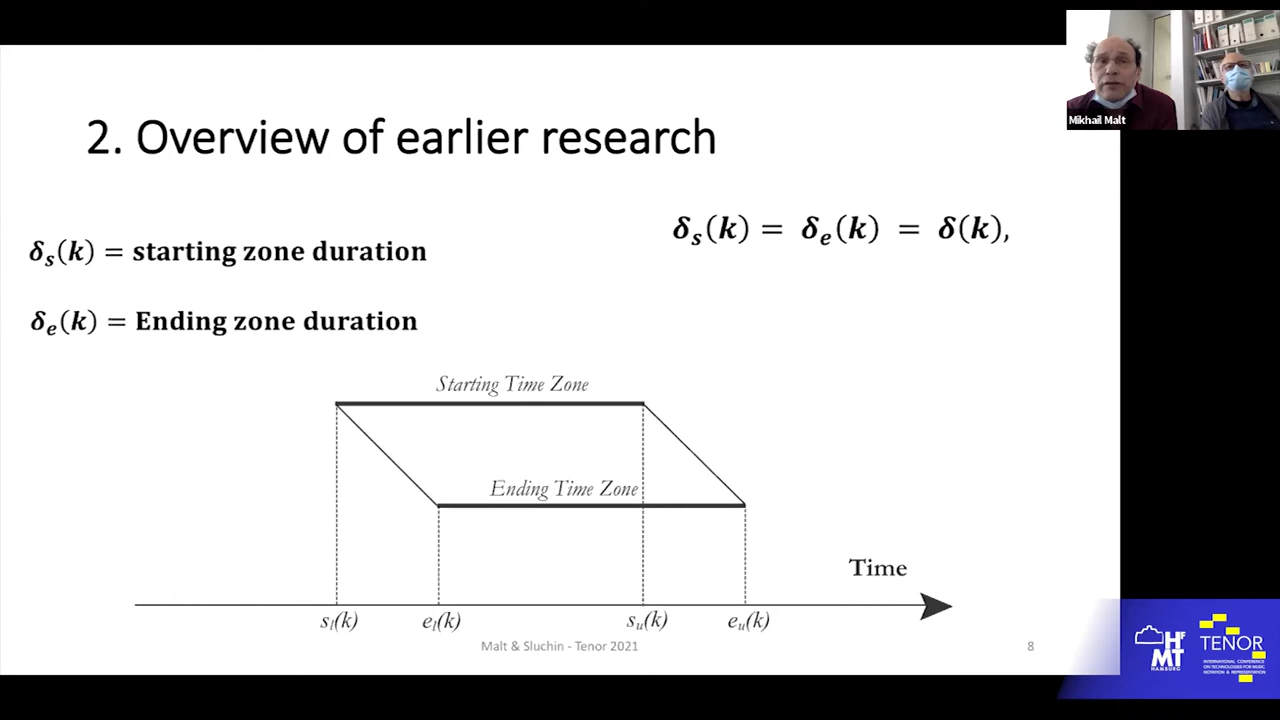 Mikhail Malt
2. Overview of earlier research
δₛ(k) = starting zone duration
δₑ(k) = Ending zone duration
δₛ(k) = δₑ(k) = δ(k),
Starting Time Zone
Ending Time Zone
Time
sₗ(k) eₗ(k) sᵤ(k) eᵤ(k)
Malt & Sluchin - Tenor 2021
8
HfMT
HAMBURG
TENOR
INTERNATIONAL CONFERENCE
ON TECHNOLOGIES FOR MUSIC
NOTATION & REPRESENTATION